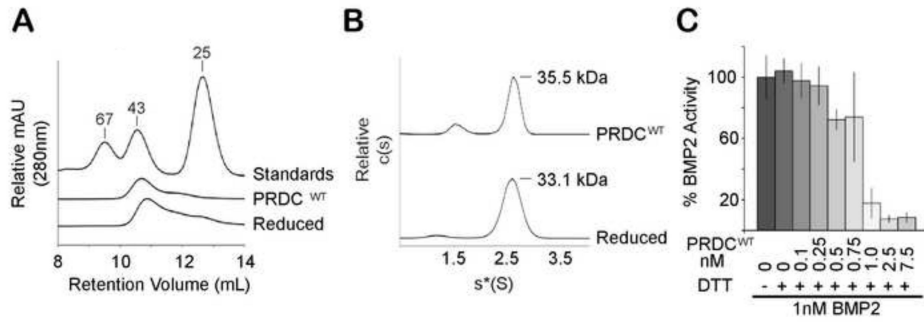 A
25
67
43
Relative mAU
(280nm)
Standards
PRDC WT
Reduced
8 10 12 14
Retention Volume (mL)
B
35.5 kDa
PRDC WT
Relative
c(s)
33.1 kDa
Reduced
1.5 2.5 3.5
s*(S)
C
% BMP2 Activity
100
60
20
PRDC WT
nM
0 0 0.1 0.25 0.5 0.75 1.0 2.5 7.5
DTT - + + + + + + + +
1nM BMP2